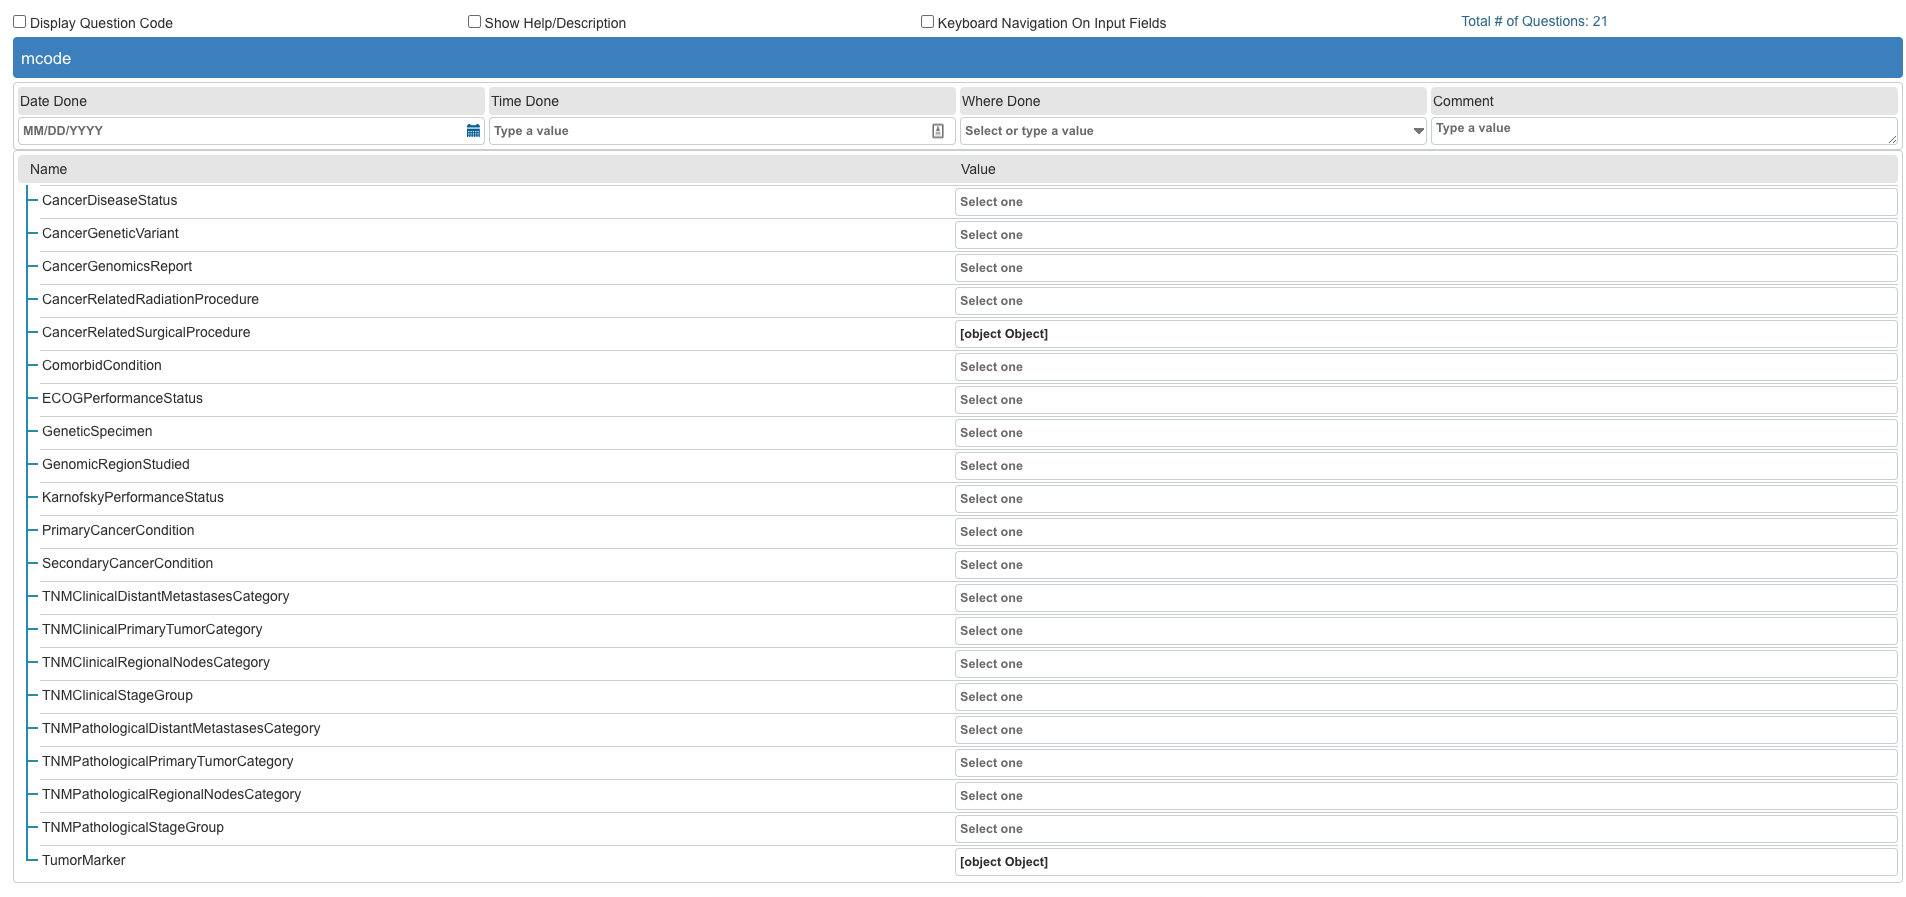 Display Question Code Show Help/Description Keyboard Navigation On Input Fields Total # of Questions: 21
mcode
Date Done Time Done Where Done Comment
MM/DD/YYYY Type a value Select or type a value Type a value
Name Value
CancerDiseaseStatus Select one
CancerGeneticVariant Select one
CancerGenomicsReport Select one
CancerRelatedRadiationProcedure Select one
CancerRelatedSurgicalProcedure [object Object]
ComorbidCondition Select one
ECOGPerformanceStatus Select one
GeneticSpecimen Select one
GenomicRegionStudied Select one
KarnofskyPerformanceStatus Select one
PrimaryCancerCondition Select one
SecondaryCancerCondition Select one
TNMClinicalDistantMetastasesCategory Select one
TNMClinicalPrimaryTumorCategory Select one
TNMClinicalRegionalNodesCategory Select one
TNMClinicalStageGroup Select one
TNMPathologicalDistantMetastasesCategory Select one
TNMPathologicalPrimaryTumorCategory Select one
TNMPathologicalRegionalNodesCategory Select one
TNMPathologicalStageGroup Select one
TumorMarker [object Object]